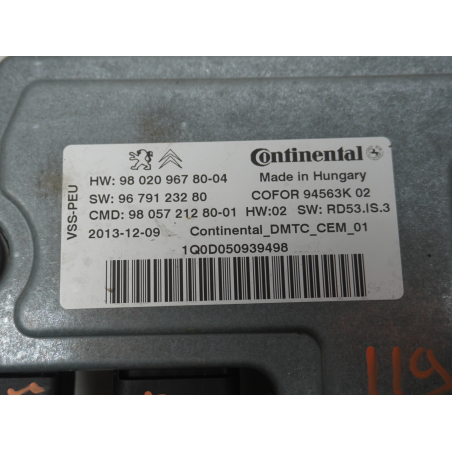 Continental
HW: 98 020 967 80-04 Made in Hungary
SW: 96 791 232 80 COFOR 94563K 02
CMD: 98 057 212 80-01 HW:02 SW: RD53.IS.3
2013-12-09 Continental_DMTC_CEM_01
1Q0D050939498
VSS-PEU
119